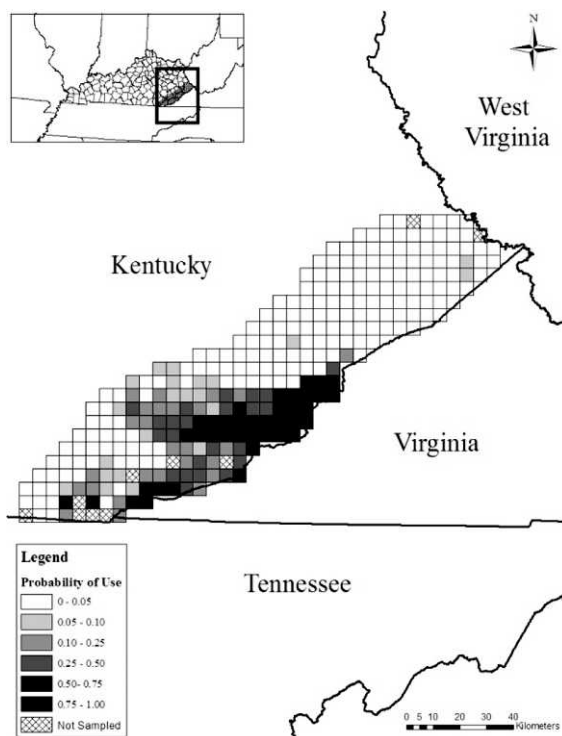 N
West
Virginia
Kentucky
Virginia
Tennessee
Legend
Probability of Use
0 - 0.05
0.05 - 0.10
0.10 - 0.25
0.25 - 0.50
0.50- 0.75
0.75 - 1.00
Not Sampled
0 5 10 20 30 40
Kilometers